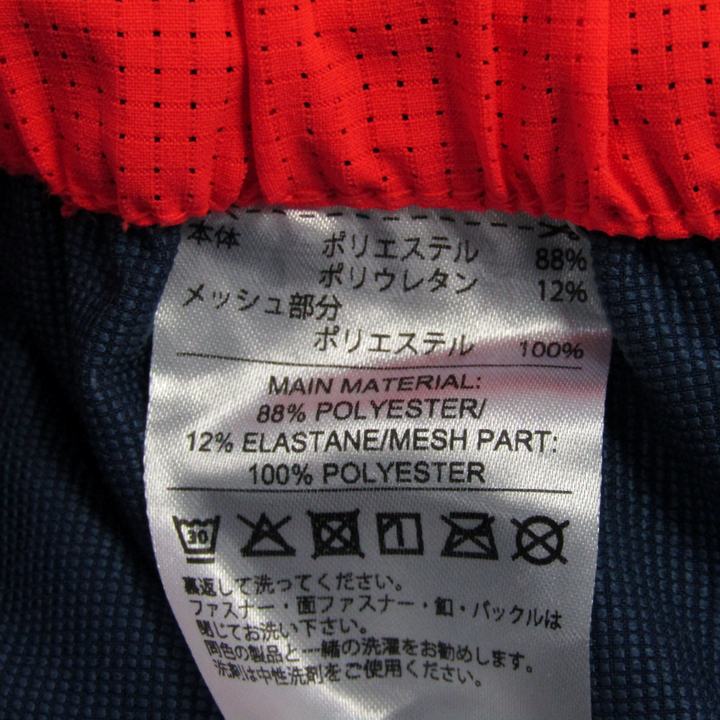 本体 ポリエステル 88%
ポリウレタン 12%
メッシュ部分
ポリエステル 100%
MAIN MATERIAL:
88% POLYESTER/
12% ELASTANE/MESH PART:
100% POLYESTER
30
裏返して洗ってください。
ファスナー・面ファスナー・釦・バックルは
閉じてお洗い下さい。
同色の製品と一緒の洗濯をお勧めします。
洗剤は中性洗剤をご使用ください。